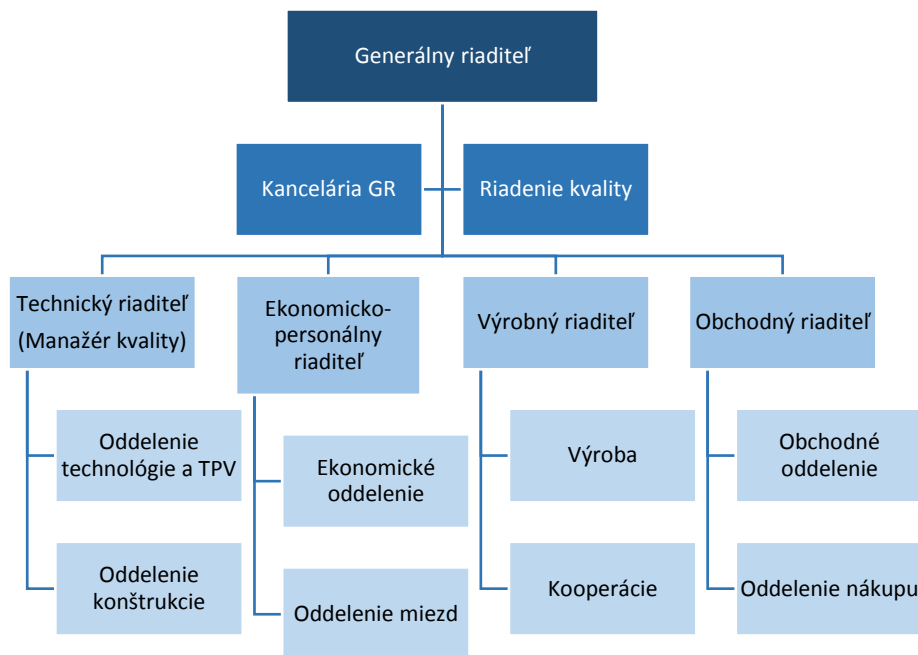 Generálny riaditeľ
Kancelária GR
Riadenie kvality
Technický riaditeľ
(Manažér kvality)
Ekonomicko-
personálny
riaditeľ
Výrobný riaditeľ
Obchodný riaditeľ
Oddelenie
technológie a TPV
Ekonomické
oddelenie
Výroba
Obchodné
oddelenie
Oddelenie
konštrukcie
Oddelenie miezd
Kooperácie
Oddelenie nákupu